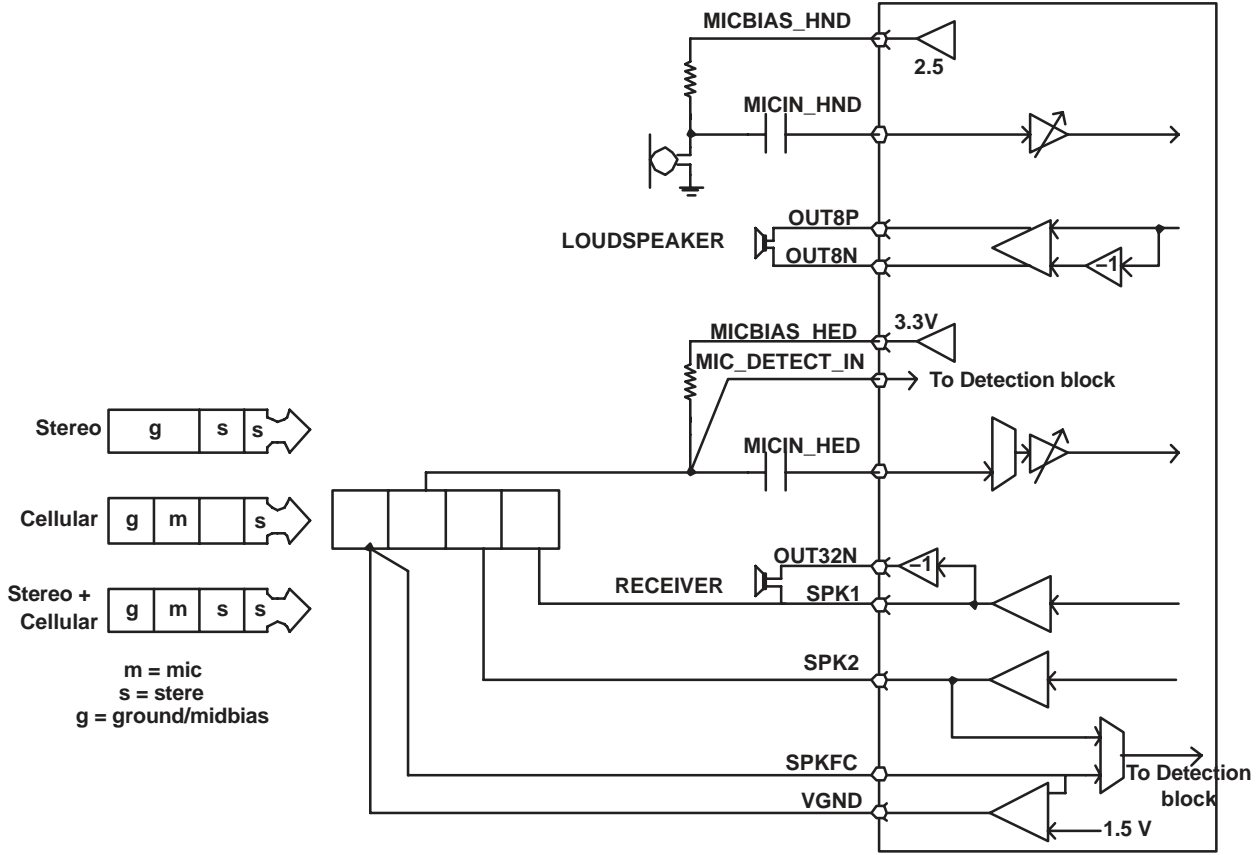 MICBIAS_HND
2.5
MICIN_HND
OUT8P
LOUDSPEAKER
OUT8N
–1
MICBIAS_HED
3.3V
MIC_DETECT_IN
To Detection block
Stereo
g s s
MICIN_HED
Cellular
g m s
OUT32N
–1
RECEIVER
SPK1
Stereo +
Cellular
g m s s
SPK2
m = mic
s = stere
g = ground/midbias
SPKFC
To Detection
block
VGND
1.5 V